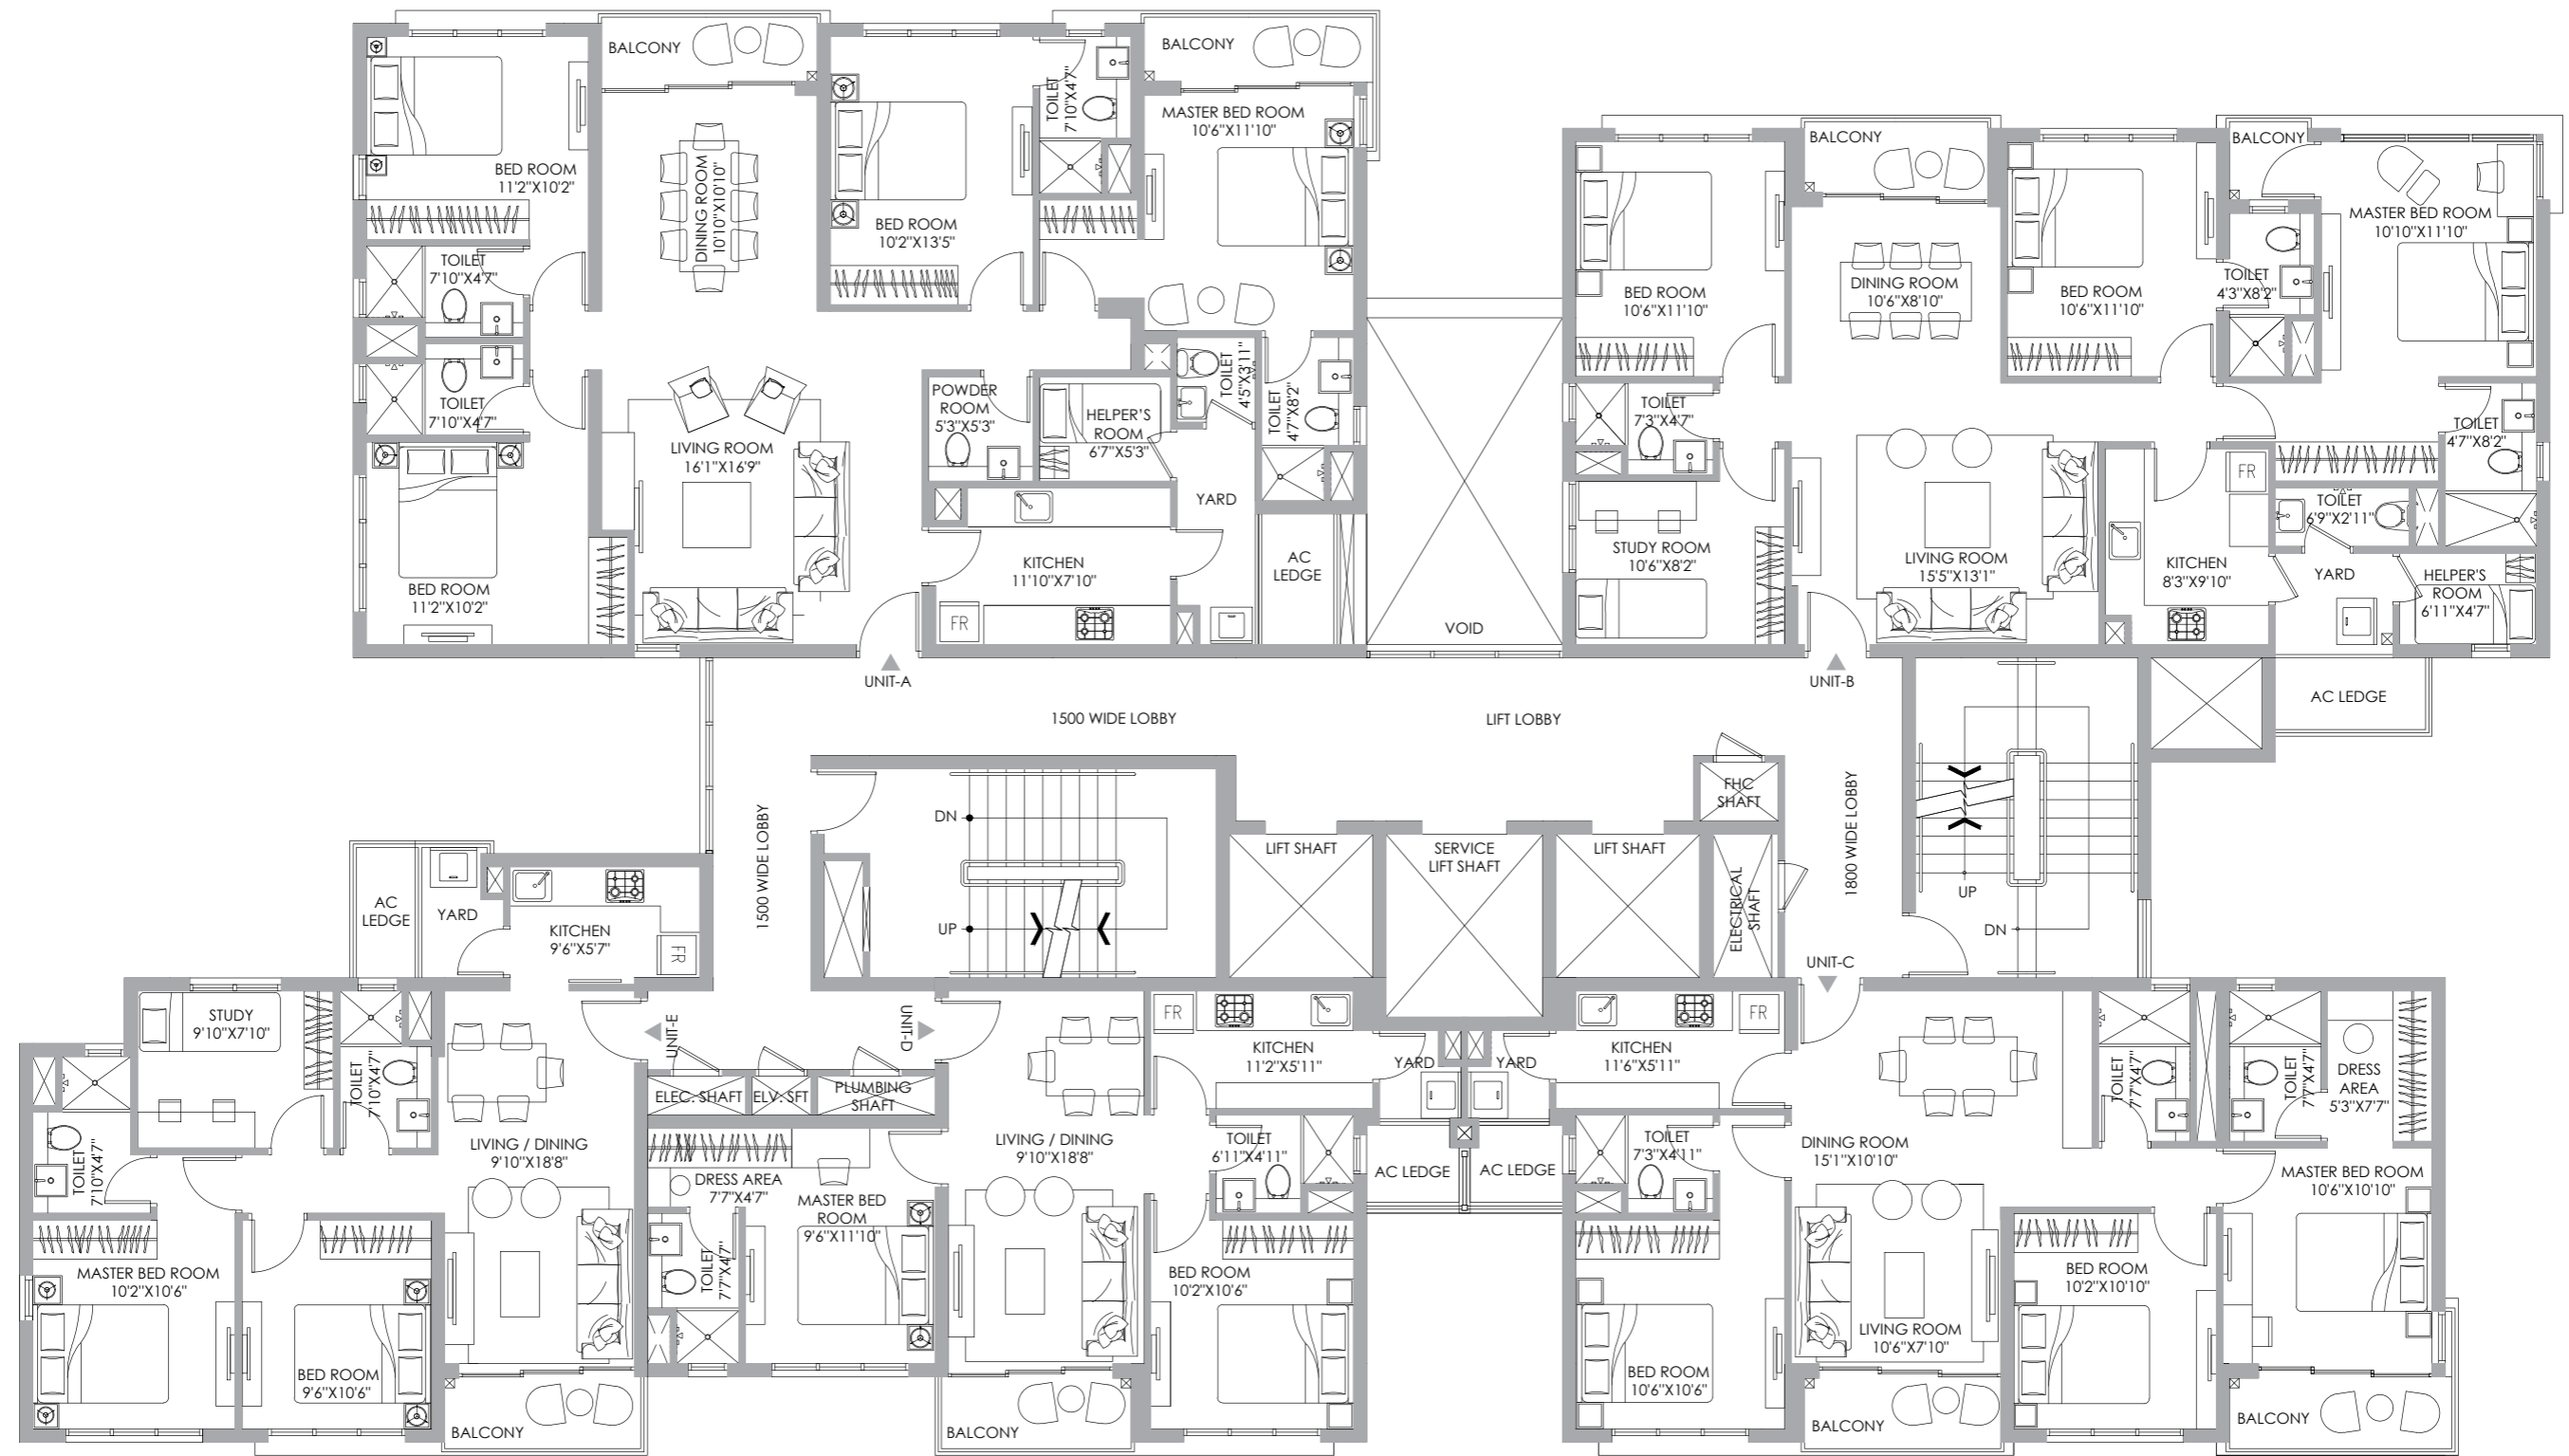 BALCONY
BED ROOM
11'2"X10'2"
DINING ROOM
10'10"X10'10"
BED ROOM
10'2"X13'5"
TOILET
7'10"X4'7"
BALCONY
MASTER BED ROOM
10'6"X11'10"
TOILET
7'10"X4'7"
TOILET
7'10"X4'7"
BED ROOM
11'2"X10'2"
LIVING ROOM
16'1"X16'9"
POWDER
ROOM
5'3"X5'3"
HELPER'S
ROOM
6'7"X5'3"
TOILET
4'5"X3'11"
TOILET
4'7"X8'2"
YARD
KITCHEN
11'10"X7'10"
FR
AC
LEDGE
VOID
UNIT-A
BALCONY
BED ROOM
10'6"X11'10"
DINING ROOM
10'6"X8'10"
BED ROOM
10'6"X11'10"
BALCONY
MASTER BED ROOM
10'10"X11'10"
TOILET
4'3"X8'2"
TOILET
7'3"X4'7"
STUDY ROOM
10'6"X8'2"
LIVING ROOM
15'5"X13'1"
FR
KITCHEN
8'3"X9'10"
TOILET
4'7"X8'2"
TOILET
6'9"X2'11"
YARD
HELPER'S
ROOM
6'11"X4'7"
UNIT-B
AC LEDGE
1500 WIDE LOBBY
LIFT LOBBY
1500 WIDE LOBBY
DN
UP
LIFT SHAFT
SERVICE
LIFT SHAFT
LIFT SHAFT
FHC
SHAFT
ELECTRICAL
SHAFT
1800 WIDE LOBBY
UP
DN
UNIT-C
AC
LEDGE
YARD
KITCHEN
9'6"X5'7"
FR
STUDY
9'10"X7'10"
TOILET
7'10"X4'7"
TOILET
7'10"X4'7"
LIVING / DINING
9'10"X18'8"
MASTER BED ROOM
10'2"X10'6"
BED ROOM
9'6"X10'6"
BALCONY
UNIT-E
UNIT-D
ELEC. SHAFT
ELV. SFT
PLUMBING
SHAFT
DRESS AREA
7'7"X4'7"
MASTER BED
ROOM
9'6"X11'10"
TOILET
7'7"X4'7"
LIVING / DINING
9'10"X18'8"
FR
KITCHEN
11'2"X5'11"
YARD
TOILET
6'11"X4'11"
AC LEDGE
BED ROOM
10'2"X10'6"
BALCONY
YARD
KITCHEN
11'6"X5'11"
FR
AC LEDGE
TOILET
7'3"X4'11"
DINING ROOM
15'1"X10'10"
TOILET
7'7"X4'7"
TOILET
7'7"X4'7"
DRESS
AREA
5'3"X7'7"
MASTER BED ROOM
10'6"X10'10"
BED ROOM
10'6"X10'6"
LIVING ROOM
10'6"X7'10"
BED ROOM
10'2"X10'10"
BALCONY
BALCONY